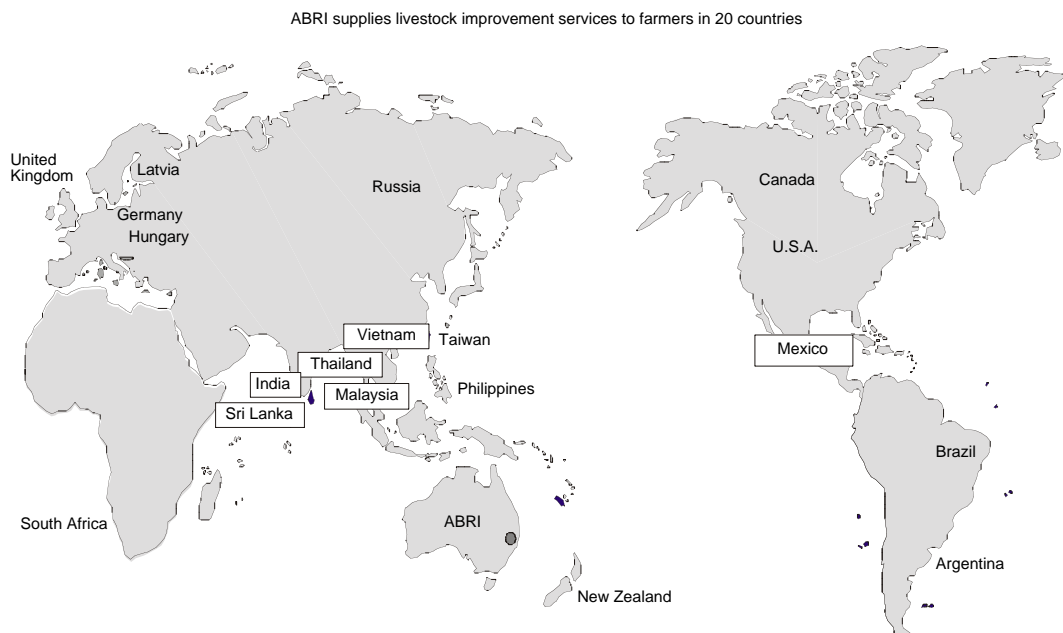 ABRI supplies livestock improvement services to farmers in 20 countries
United
Kingdom
Latvia
Russia
Canada
Germany
Hungary
U.S.A.
Vietnam
Taiwan
Mexico
Thailand
India
Malaysia
Philippines
Sri Lanka
Brazil
South Africa
ABRI
Argentina
New Zealand